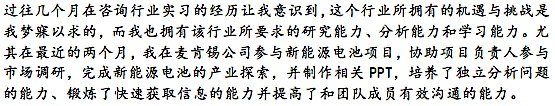 过往几个月在咨询行业实习的经历让我意识到,这个行业所拥有的机遇与挑战是
我梦寐以求的，而我也拥有该行业所要求的研究能力、分析能力和学习能力。尤
其在最近的两个月，我在麦肯锡公司参与新能源电池项目，协助项目负责人参与
市场调研，完成新能源电池的产业探索，并制作相关 PPT，培养了独立分析问题
的能力、锻炼了快速获取信息的能力并提高了和团队成员有效沟通的能力。